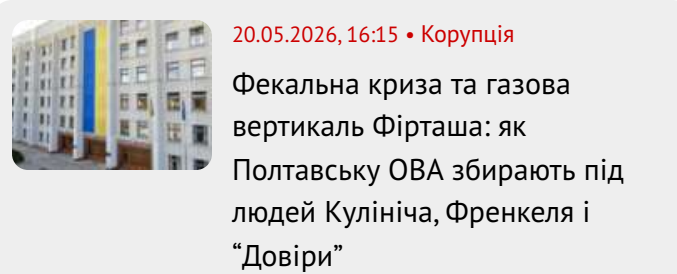 20.05.2026, 16:15 • Корупція
Фекальна криза та газова
вертикаль Фірташа: як
Полтавську ОВА збирають під
людей Кулініча, Френкеля і
“Довіри”